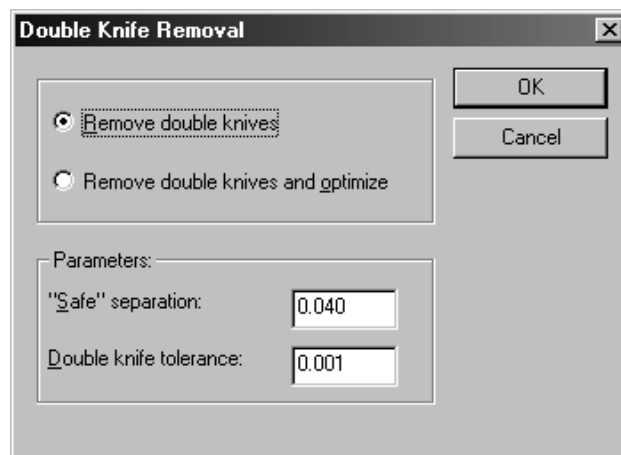 Double Knife Removal
Remove double knives
Remove double knives and optimize
OK
Cancel
Parameters:
"Safe" separation:
0.040
Double knife tolerance:
0.001